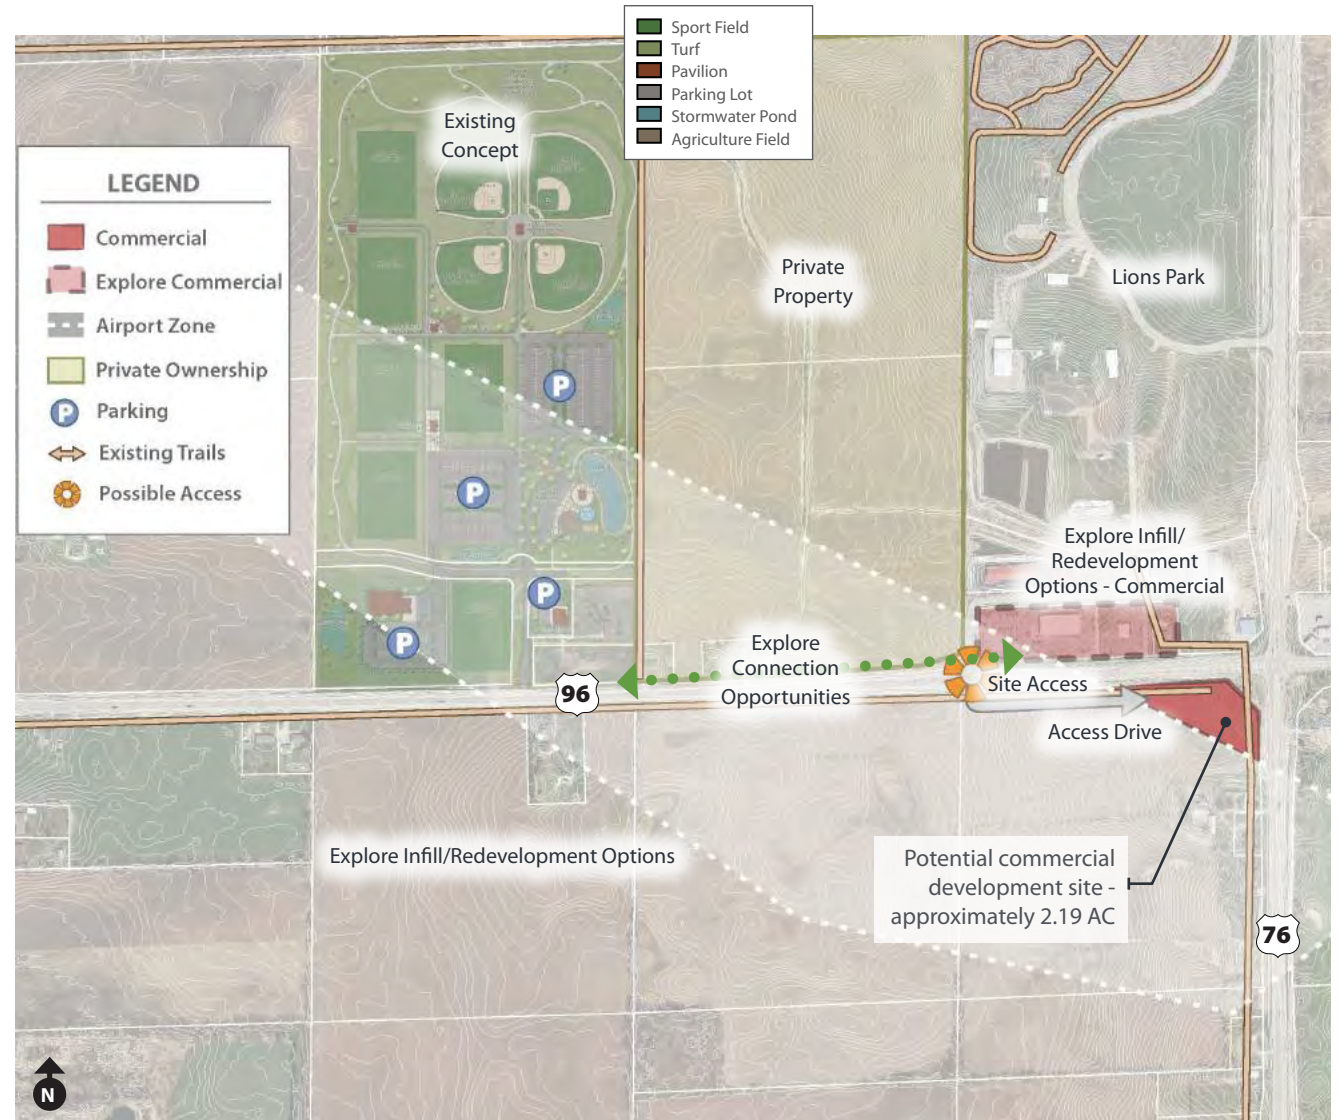 Sport Field
Turf
Pavilion
Parking Lot
Stormwater Pond
Agriculture Field
Existing
Concept
LEGEND
Commercial
Explore Commercial
Airport Zone
Private Ownership
P Parking
Existing Trails
Possible Access
Private
Property
Lions Park
P
P
P
P
Explore Infill/
Redevelopment
Options - Commercial
Explore
Connection
Opportunities
96
Site Access
Access Drive
Explore Infill/Redevelopment Options
Potential commercial
development site -
approximately 2.19 AC
76
N